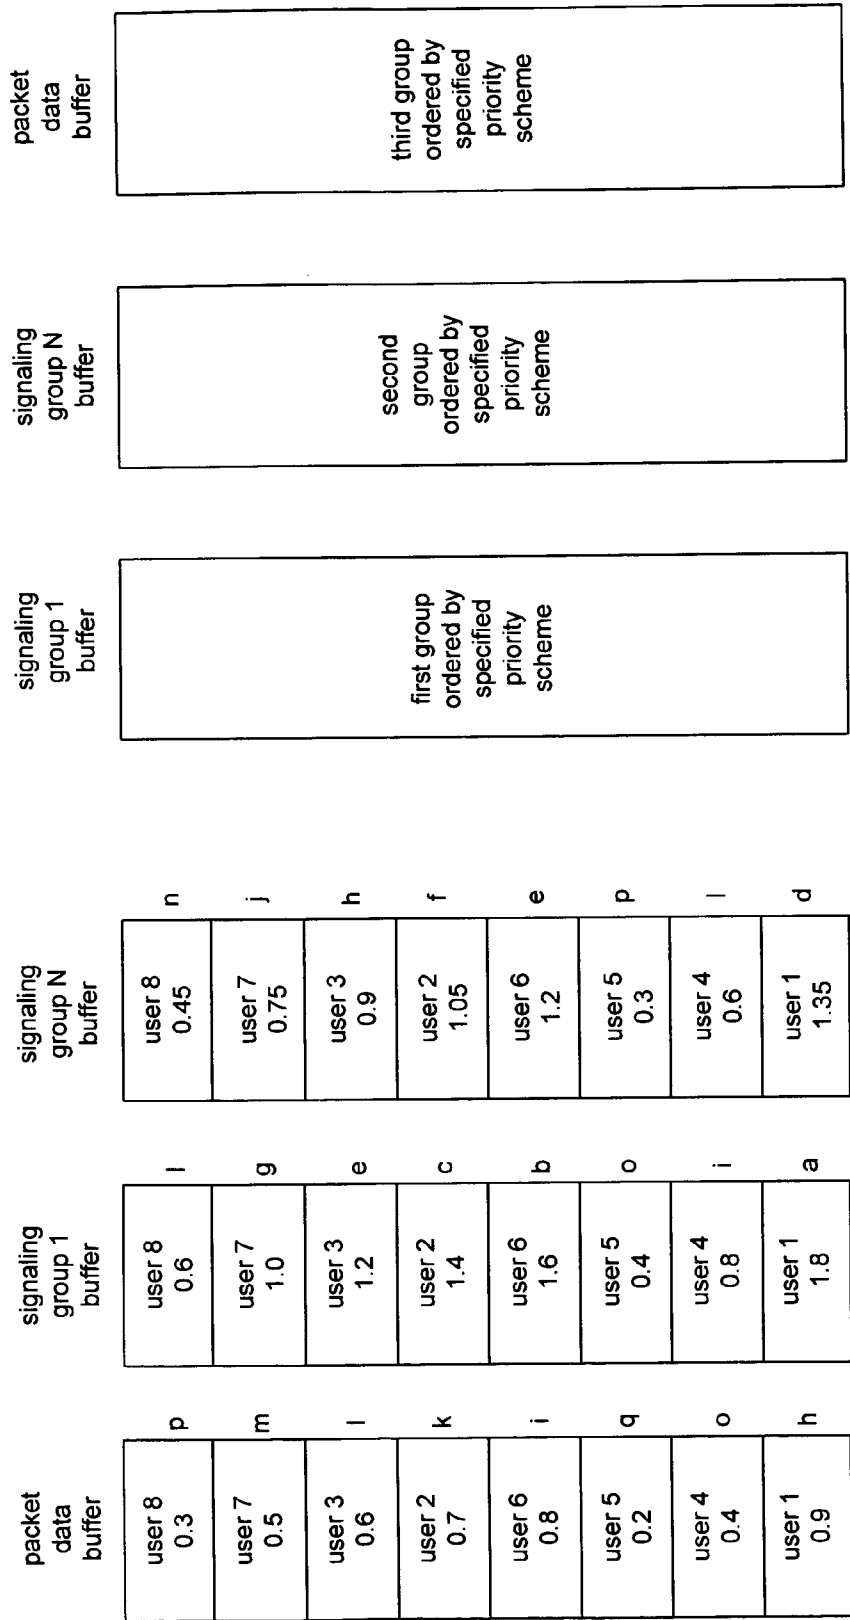 packet
data
buffer
user 8
0.3
p
user 7
0.5
m
user 3
0.6
l
user 2
0.7
k
user 6
0.8
i
user 5
0.2
q
user 4
0.4
o
user 1
0.9
h
signaling
group 1
buffer
user 8
0.6
l
user 7
1.0
g
user 3
1.2
e
user 2
1.4
c
user 6
1.6
b
user 5
0.4
o
user 4
0.8
i
user 1
1.8
a
signaling
group N
buffer
user 8
0.45
n
user 7
0.75
j
user 3
0.9
h
user 2
1.05
f
user 6
1.2
e
user 5
0.3
p
user 4
0.6
l
user 1
1.35
d
signaling
group 1
buffer
first group
ordered by
specified
priority
scheme
signaling
group N
buffer
second
group
ordered by
specified
priority
scheme
packet
data
buffer
third group
ordered by
specified
priority
scheme